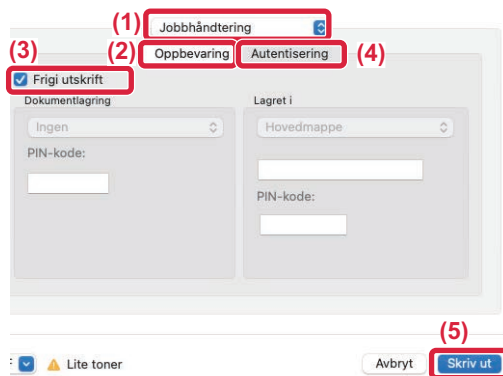 (1) Jobbhåndtering
(2) Oppbevaring Autentisering (4)
(3)
Frigi utskrift
Dokumentlagring Lagret i
Ingen Hovedmappe
PIN-kode:
PIN-kode:
(5)
Lite toner Avbryt Skriv ut